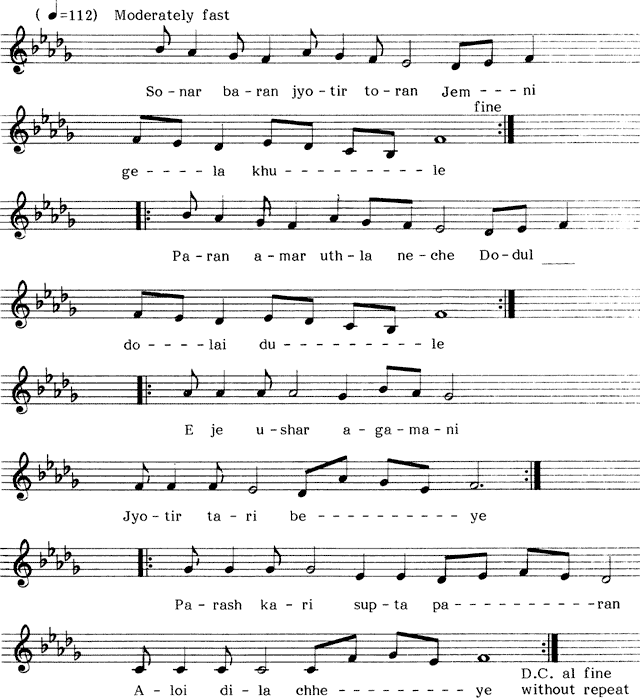 ( ♩=112) Moderately fast
So-nar ba-ran jyo-tir to-ran Jem----ni
fine
ge----la khu-------le
Pa-ran a-mar uth-la ne-che Do-dul ___
do----lai du-------le
E je u-shar a-ga-ma-ni
Jyo-tir ta-ri be----------ye
Pa-rash ka-ri sup-ta pa---------ran
A-loi di-la chhe-------ye
D.C. al fine
without repeat